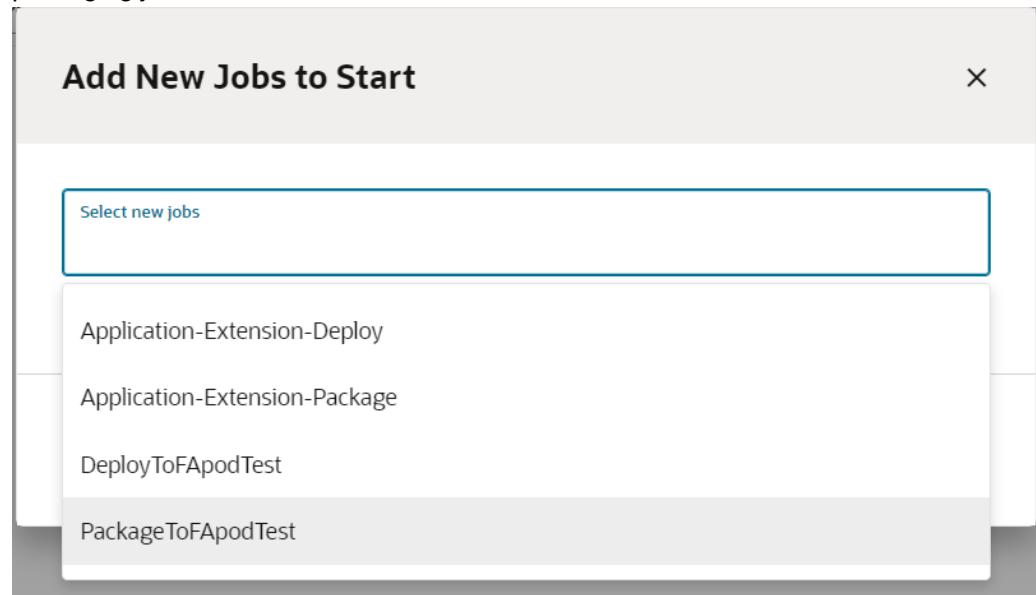 Add New Jobs to Start
Select new jobs
Application-Extension-Deploy
Application-Extension-Package
DeployToFApodTest
PackageToFApodTest